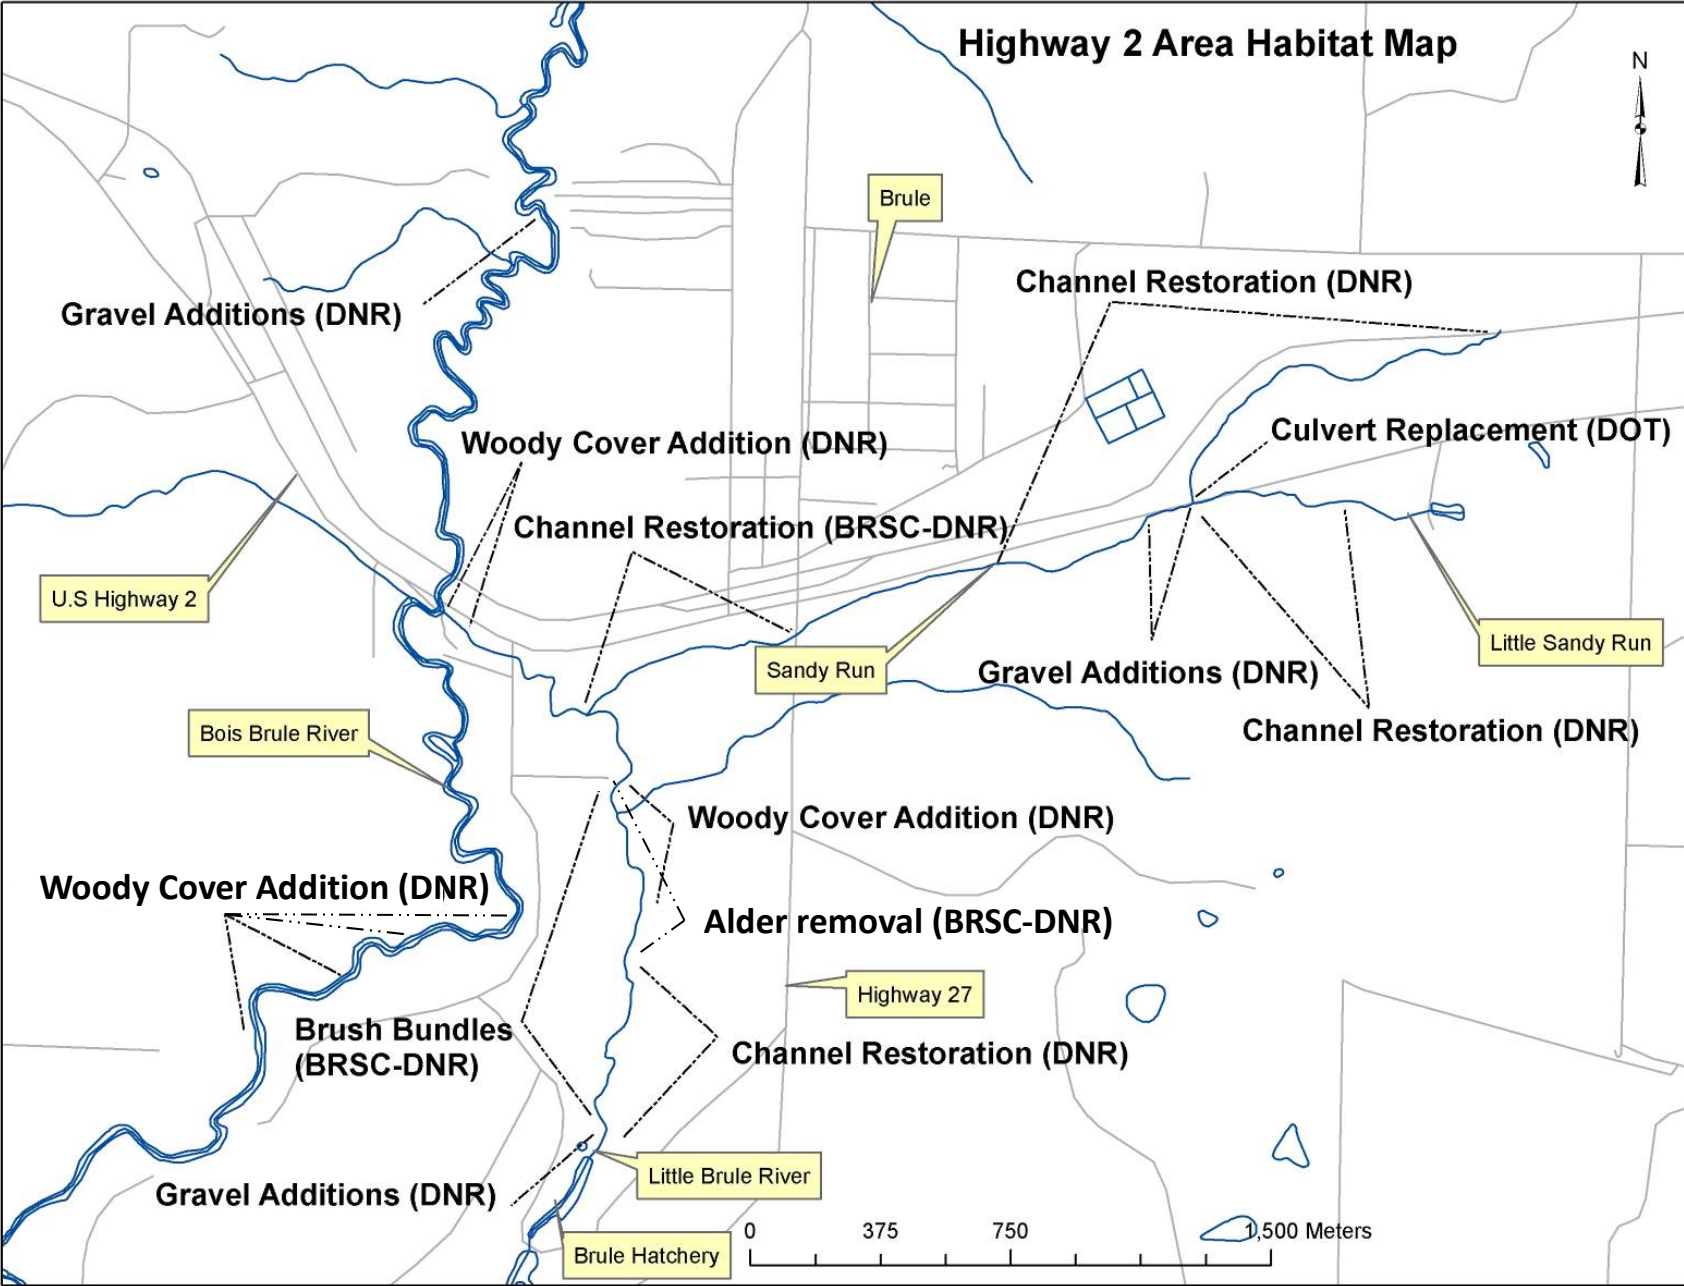 Highway 2 Area Habitat Map
N
Brule
Channel Restoration (DNR)
Gravel Additions (DNR)
Culvert Replacement (DOT)
Woody Cover Addition (DNR)
Channel Restoration (BRSC-DNR)
U.S Highway 2
Little Sandy Run
Sandy Run
Gravel Additions (DNR)
Bois Brule River
Channel Restoration (DNR)
Woody Cover Addition (DNR)
Woody Cover Addition (DNR)
Alder removal (BRSC-DNR)
Highway 27
Brush Bundles
(BRSC-DNR)
Channel Restoration (DNR)
Little Brule River
Gravel Additions (DNR)
0 375 750 1,500 Meters
Brule Hatchery